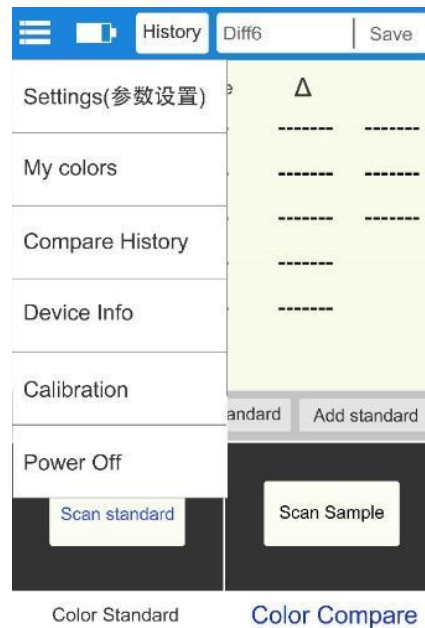 History
Diff6
Save
Settings(参数设置)
Δ
My colors
Compare History
Device Info
Calibration
Add standard
Power Off
Scan standard
Scan Sample
Color Standard
Color Compare